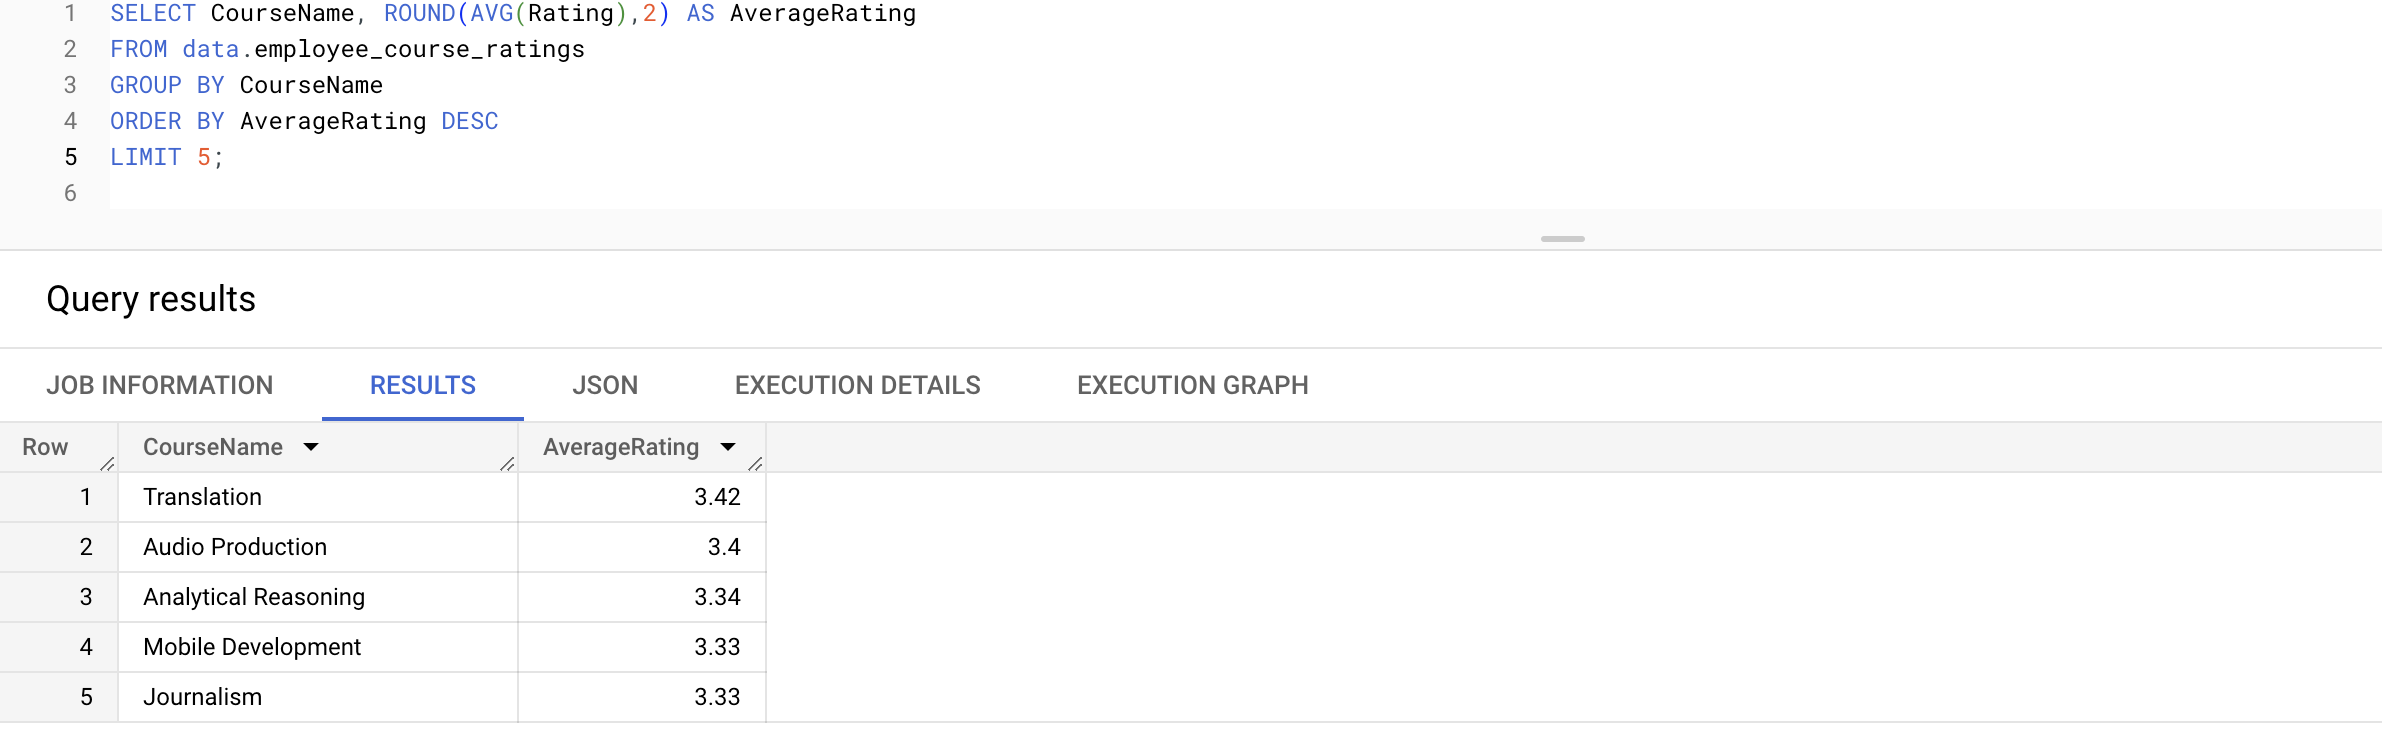 1 SELECT CourseName, ROUND(AVG(Rating),2) AS AverageRating
2 FROM data.employee_course_ratings
3 GROUP BY CourseName
4 ORDER BY AverageRating DESC
5 LIMIT 5;
6
Query results
JOB INFORMATION RESULTS JSON EXECUTION DETAILS EXECUTION GRAPH
Row CourseName AverageRating
1 Translation 3.42
2 Audio Production 3.4
3 Analytical Reasoning 3.34
4 Mobile Development 3.33
5 Journalism 3.33